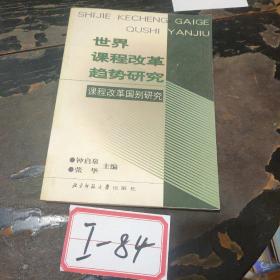 SHIJIE KECHENG GAIGE
QUSHI YANJIU
世界
课程改革
趋势研究
课程改革国别研究
●钟启泉
●张华 主编
北京师范大学出版社
I-84